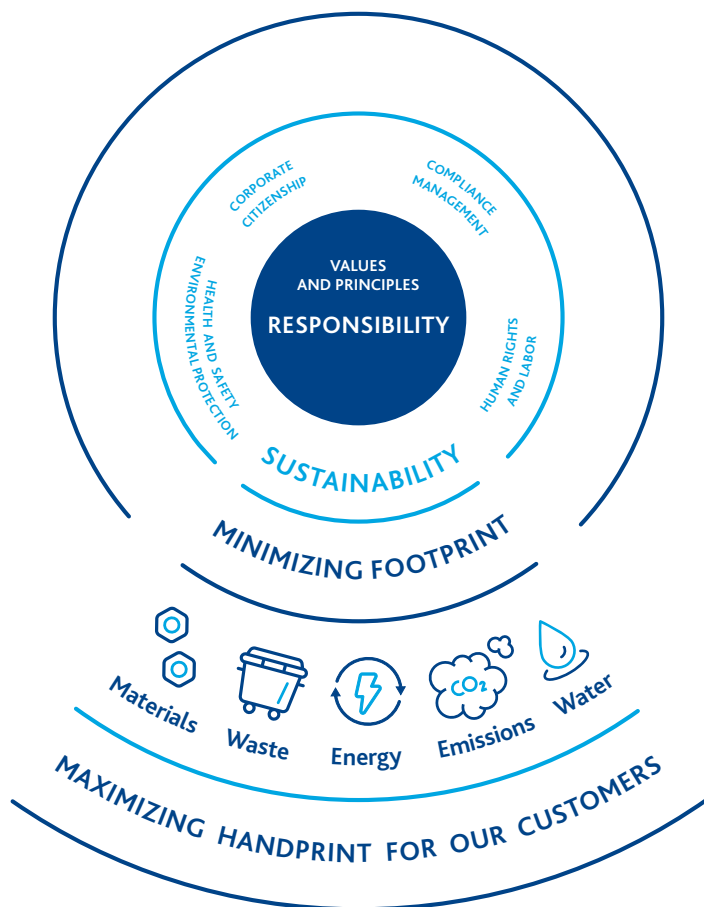 CORPORATE
CITIZENSHIP
COMPLIANCE
MANAGEMENT
VALUES
AND PRINCIPLES
RESPONSIBILITY
HEALTH AND SAFETY
ENVIRONMENTAL PROTECTION
HUMAN RIGHTS
AND LABOR
SUSTAINABILITY
MINIMIZING FOOTPRINT
CO2
Materials
Waste
Energy
Emissions
Water
MAXIMIZING HANDPRINT FOR OUR CUSTOMERS